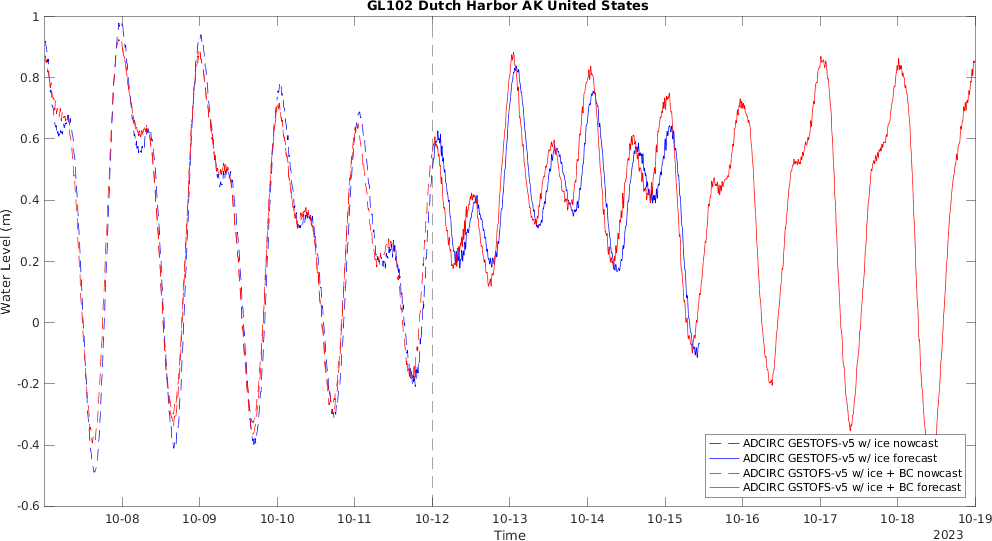 GL102 Dutch Harbor AK United States
1
0.8
0.6
0.4
0.2
0
-0.2
-0.4
-0.6
Water Level (m)
ADCIRC GESTOFS-v5 w/ ice nowcast
ADCIRC GESTOFS-v5 w/ ice forecast
ADCIRC GSTOFS-v5 w/ ice + BC nowcast
ADCIRC GSTOFS-v5 w/ ice + BC forecast
10-08 10-09 10-10 10-11 10-12 10-13 10-14 10-15 10-16 10-17 10-18 10-19
Time
2023